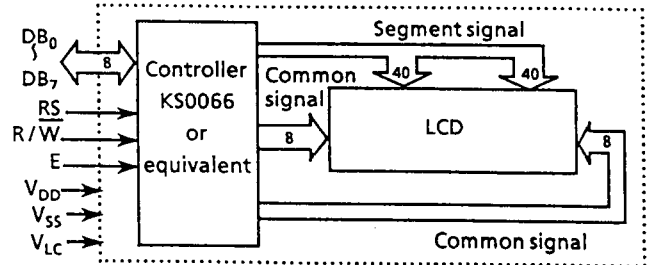 DB0
8
DB7
RS
R/W̅
E
VDD
VSS
VLC
Controller
KS0066
or
equivalent
Segment signal
40
40
Common
signal
8
LCD
8
Common signal